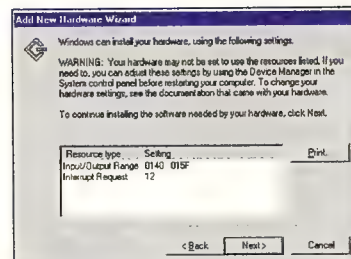 Add New Hardware Wizard
Windows can install your hardware, using the following settings.
WARNING: Your hardware may not be set to use the resources listed. If you
need to, you can adjust these settings by using the Device Manager in the
System control panel before restarting your computer. To change your
hardware settings, see the documentation that came with your hardware.
To continue installing the software needed by your hardware, click Next.
Resource type Setting
Input/Output Range 0140 015F
Interrupt Request 12
Print.
< Back Next > Cancel